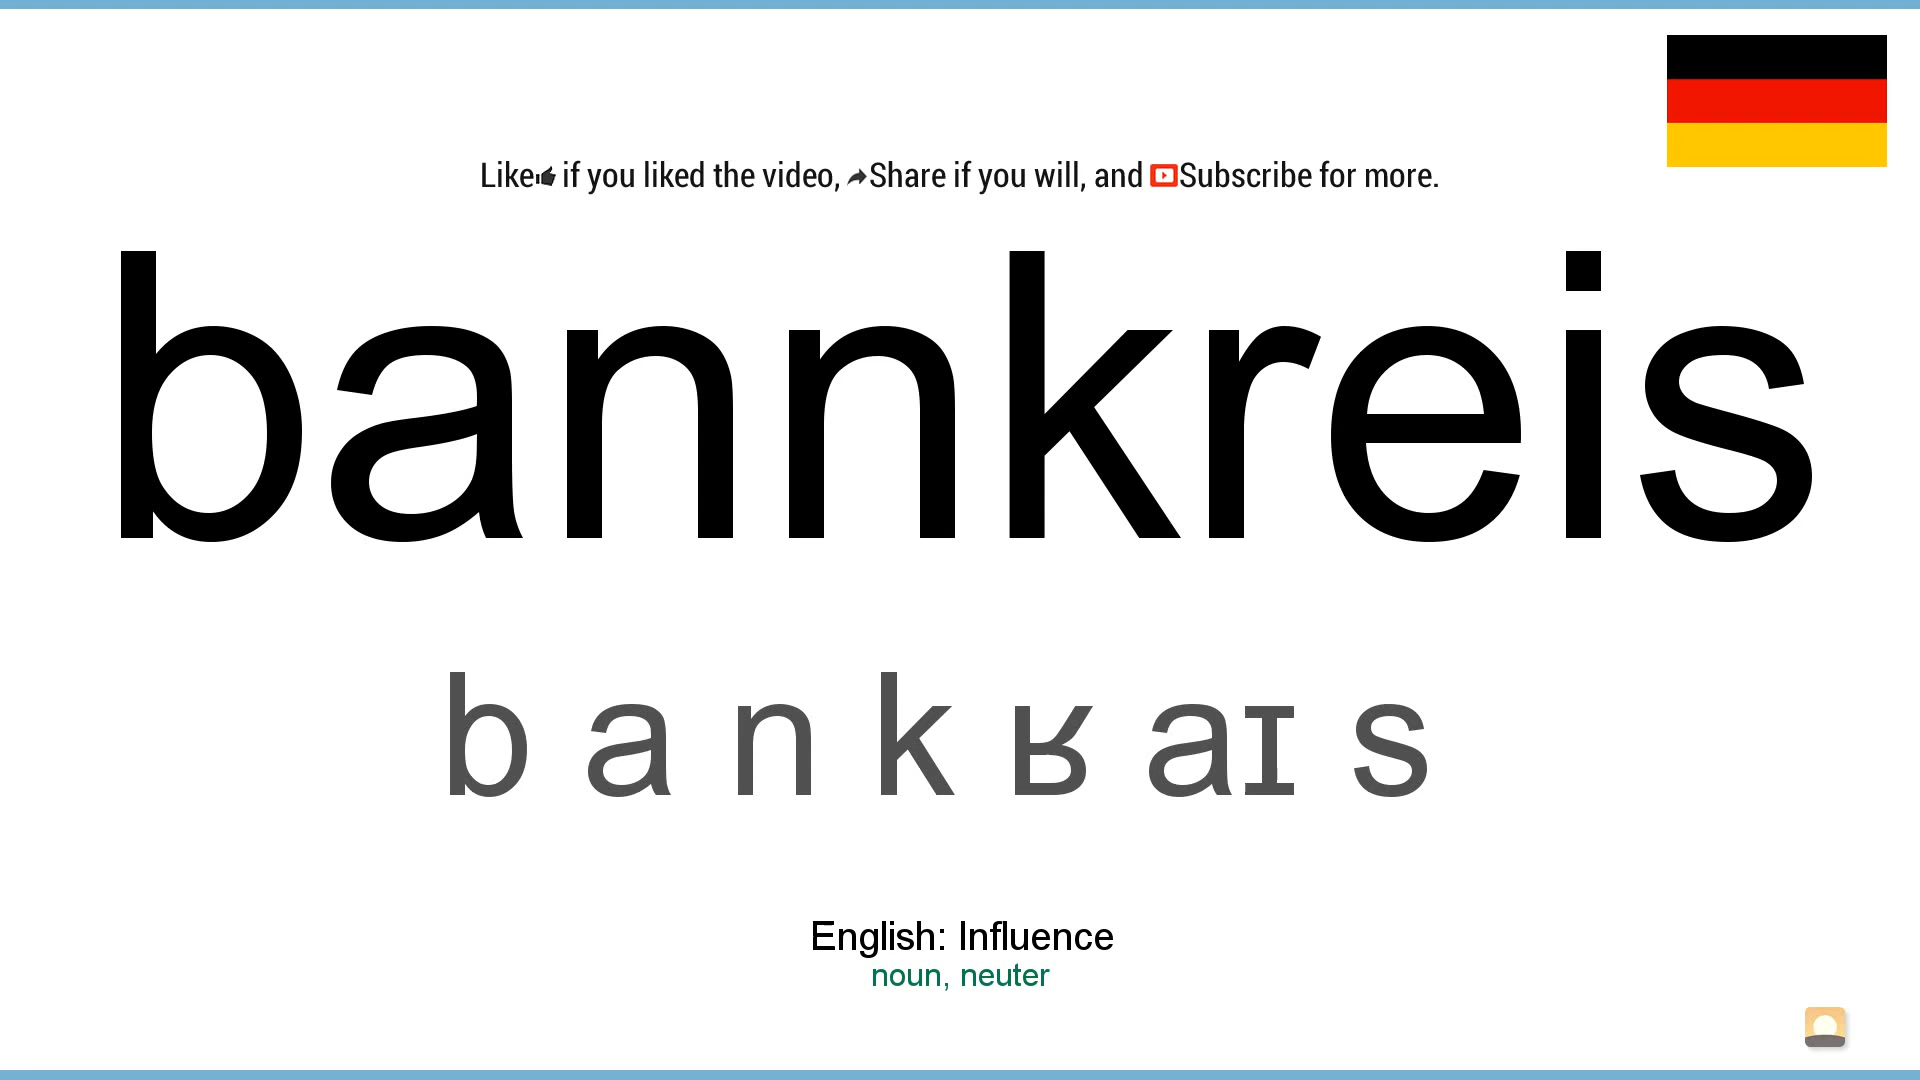 Like if you liked the video, Share if you will, and Subscribe for more.
bannkreis
b a n k ʁ aɪ s
English: Influence
noun, neuter